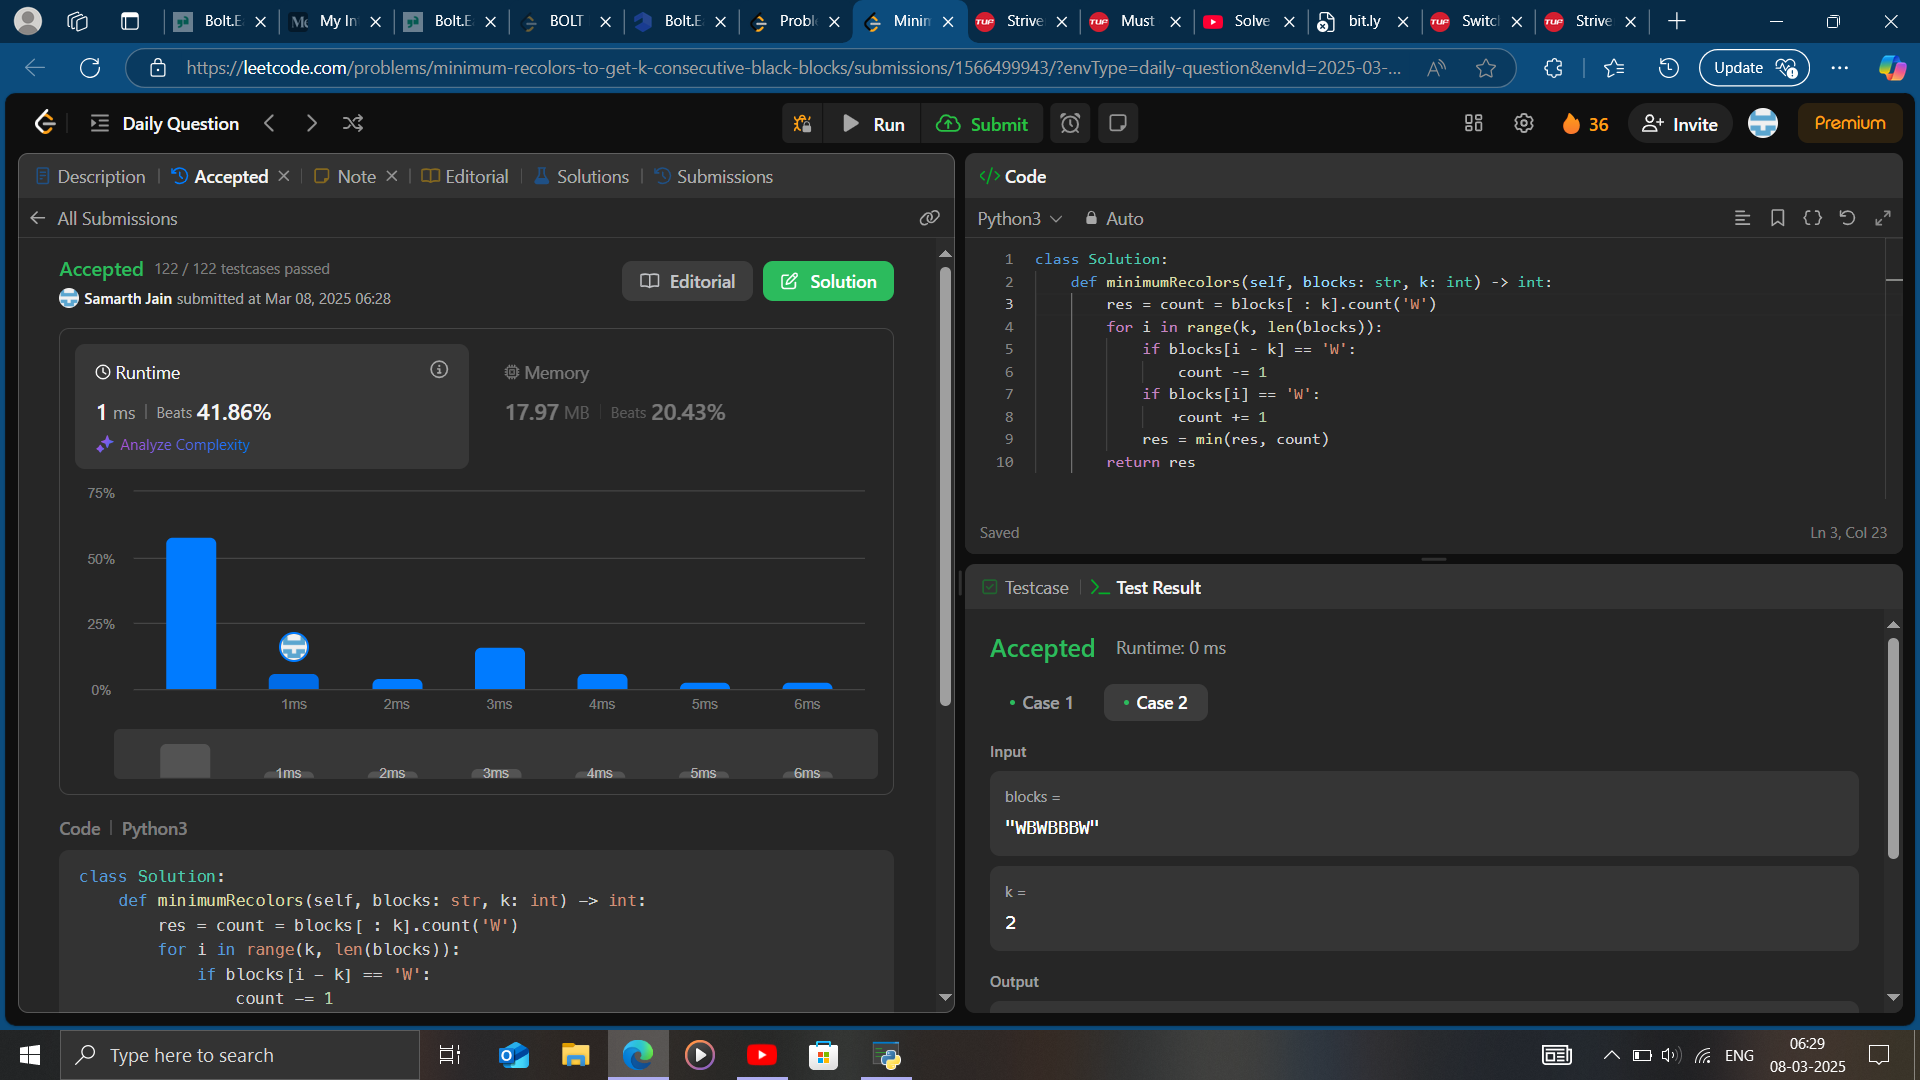 Bolt.E
My In
Bolt.E
BOLT
Bolt.E
Probl
Minin
Strive
Must
Solve
bit.ly
Switch
Strive
https://leetcode.com/problems/minimum-recolors-to-get-k-consecutive-black-blocks/submissions/1566499943/?envType=daily-question&envId=2025-03-...
Update
Daily Question
Run
Submit
36
Invite
Premium
Description
Accepted
Note
Editorial
Solutions
Submissions
All Submissions
Accepted 122 / 122 testcases passed
Samarth Jain submitted at Mar 08, 2025 06:28
Editorial
Solution
Runtime
1 ms | Beats 41.86%
Analyze Complexity
Memory
17.97 MB | Beats 20.43%
75%
50%
25%
0%
1ms 2ms 3ms 4ms 5ms 6ms
1ms 2ms 3ms 4ms 5ms 6ms
Code | Python3
class Solution:
    def minimumRecolors(self, blocks: str, k: int) -> int:
        res = count = blocks[ : k].count('W')
        for i in range(k, len(blocks)):
            if blocks[i - k] == 'W':
                count -= 1
</> Code
Python3
Auto
1 class Solution:
2     def minimumRecolors(self, blocks: str, k: int) -> int:
3         res = count = blocks[ : k].count('W')
4         for i in range(k, len(blocks)):
5             if blocks[i - k] == 'W':
6                 count -= 1
7             if blocks[i] == 'W':
8                 count += 1
9             res = min(res, count)
10         return res
Saved
Ln 3, Col 23
Testcase
Test Result
Accepted Runtime: 0 ms
Case 1
Case 2
Input
blocks =
"WBWBBBW"
k =
2
Output
Type here to search
ENG
06:29
08-03-2025